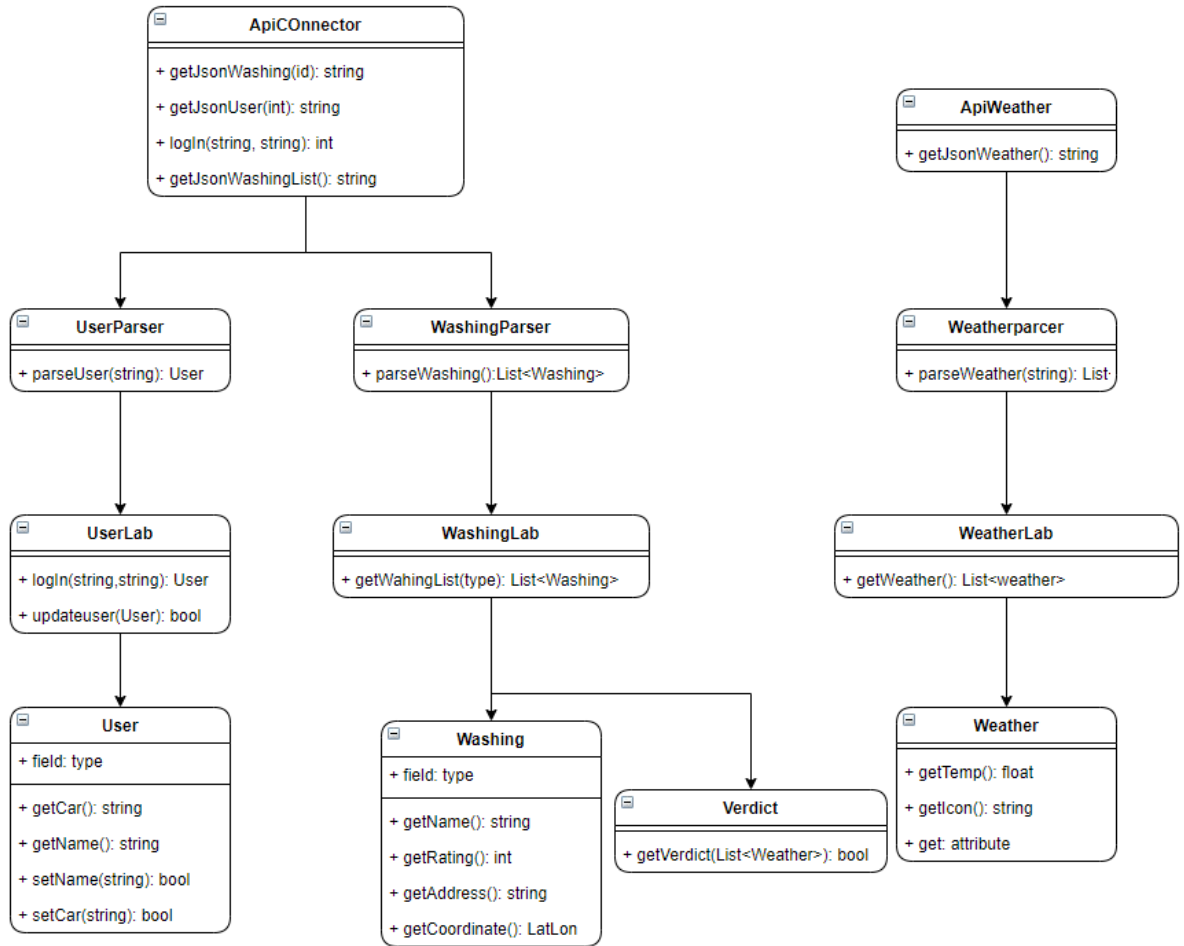 ApiCOnnector
+ getJsonWashing(id): string
+ getJsonUser(int): string
+ logIn(string, string): int
+ getJsonWashingList(): string
ApiWeather
+ getJsonWeather(): string
UserParser
+ parseUser(string): User
WashingParser
+ parseWashing():List<Washing>
Weatherparcer
+ parseWeather(string): List
UserLab
+ logIn(string,string): User
+ updateuser(User): bool
WashingLab
+ getWahingList(type): List<Washing>
WeatherLab
+ getWeather(): List<weather>
User
+ field: type
+ getCar(): string
+ getName(): string
+ setName(string): bool
+ setCar(string): bool
Washing
+ field: type
+ getName(): string
+ getRating(): int
+ getAddress(): string
+ getCoordinate(): LatLon
Verdict
+ getVerdict(List<Weather>): bool
Weather
+ getTemp(): float
+ getIcon(): string
+ get: attribute